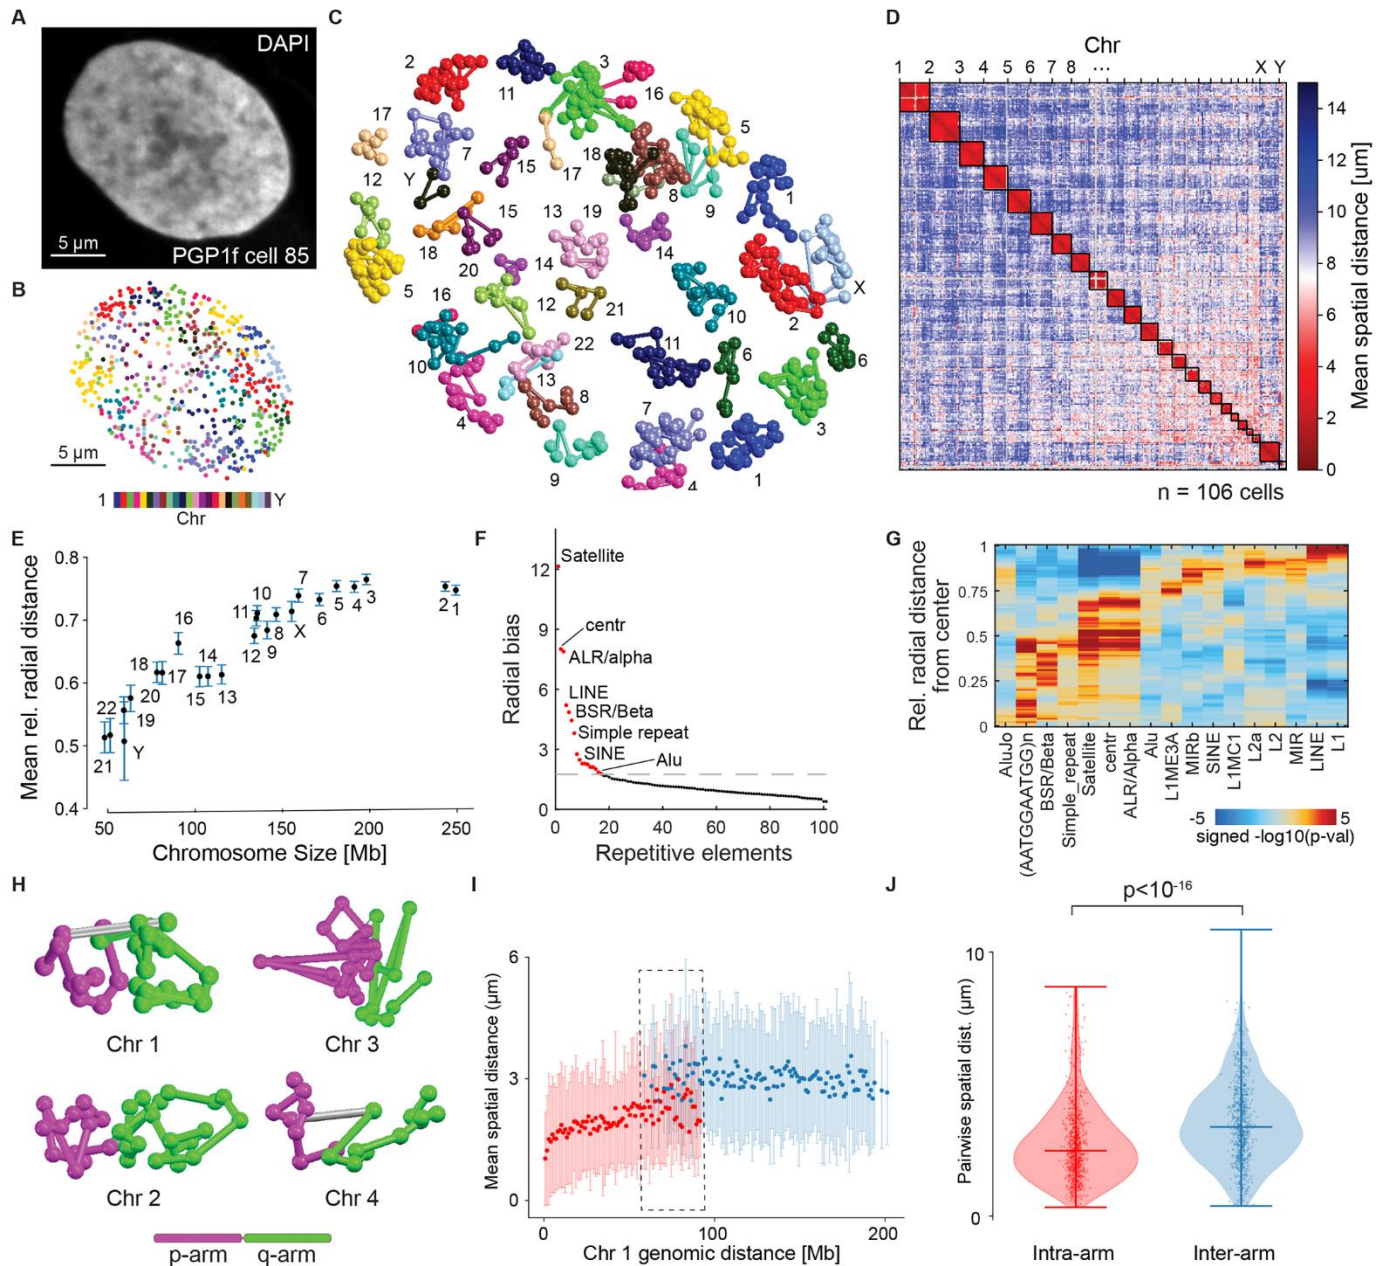 A
DAPI
5 µm
PGP1f cell 85
B
5 µm
1 Y
Chr
C
2
11
3
16
5
17
7
15
17
18
8
9
1
12
Y
15
13
19
14
18
20
14
12
21
10
2
X
5
16
22
11
6
6
10
13
4
8
7
3
9
4
1
D
Chr
1 2 3 4 5 6 7 8 ... X Y
Mean spatial distance [um]
14
12
10
8
6
4
2
0
n = 106 cells
E
Mean rel. radial distance
0.8
0.7
0.6
0.5
0.4
7
10
11
16
5 4 3
2 1
6
X
8
12 9
14
18
17
15 13
20
22
19
Y
21
50 100 150 200 250
Chromosome Size [Mb]
F
Radial bias
12
9
6
3
0
Satellite
centr
ALR/alpha
LINE
BSR/Beta
Simple repeat
SINE
Alu
0 20 40 60 80 100
Repetitive elements
G
Rel. radial distance
from center
1
0.75
0.5
0.25
0
AluJo
(AATGGAATGG)n
BSR/Beta
Simple_repeat
Satellite
centr
ALR/Alpha
Alu
L1ME3A
MIRb
SINE
L1MC1
L2a
L2
MIR
LINE
L1
-5 5
signed -log10(p-val)
H
Chr 1
Chr 3
Chr 2
Chr 4
p-arm q-arm
I
Mean spatial distance (µm)
6
3
0
0 100 200
Chr 1 genomic distance [Mb]
J
p<10⁻¹⁶
Pairwise spatial dist. (µm)
10
0
Intra-arm Inter-arm